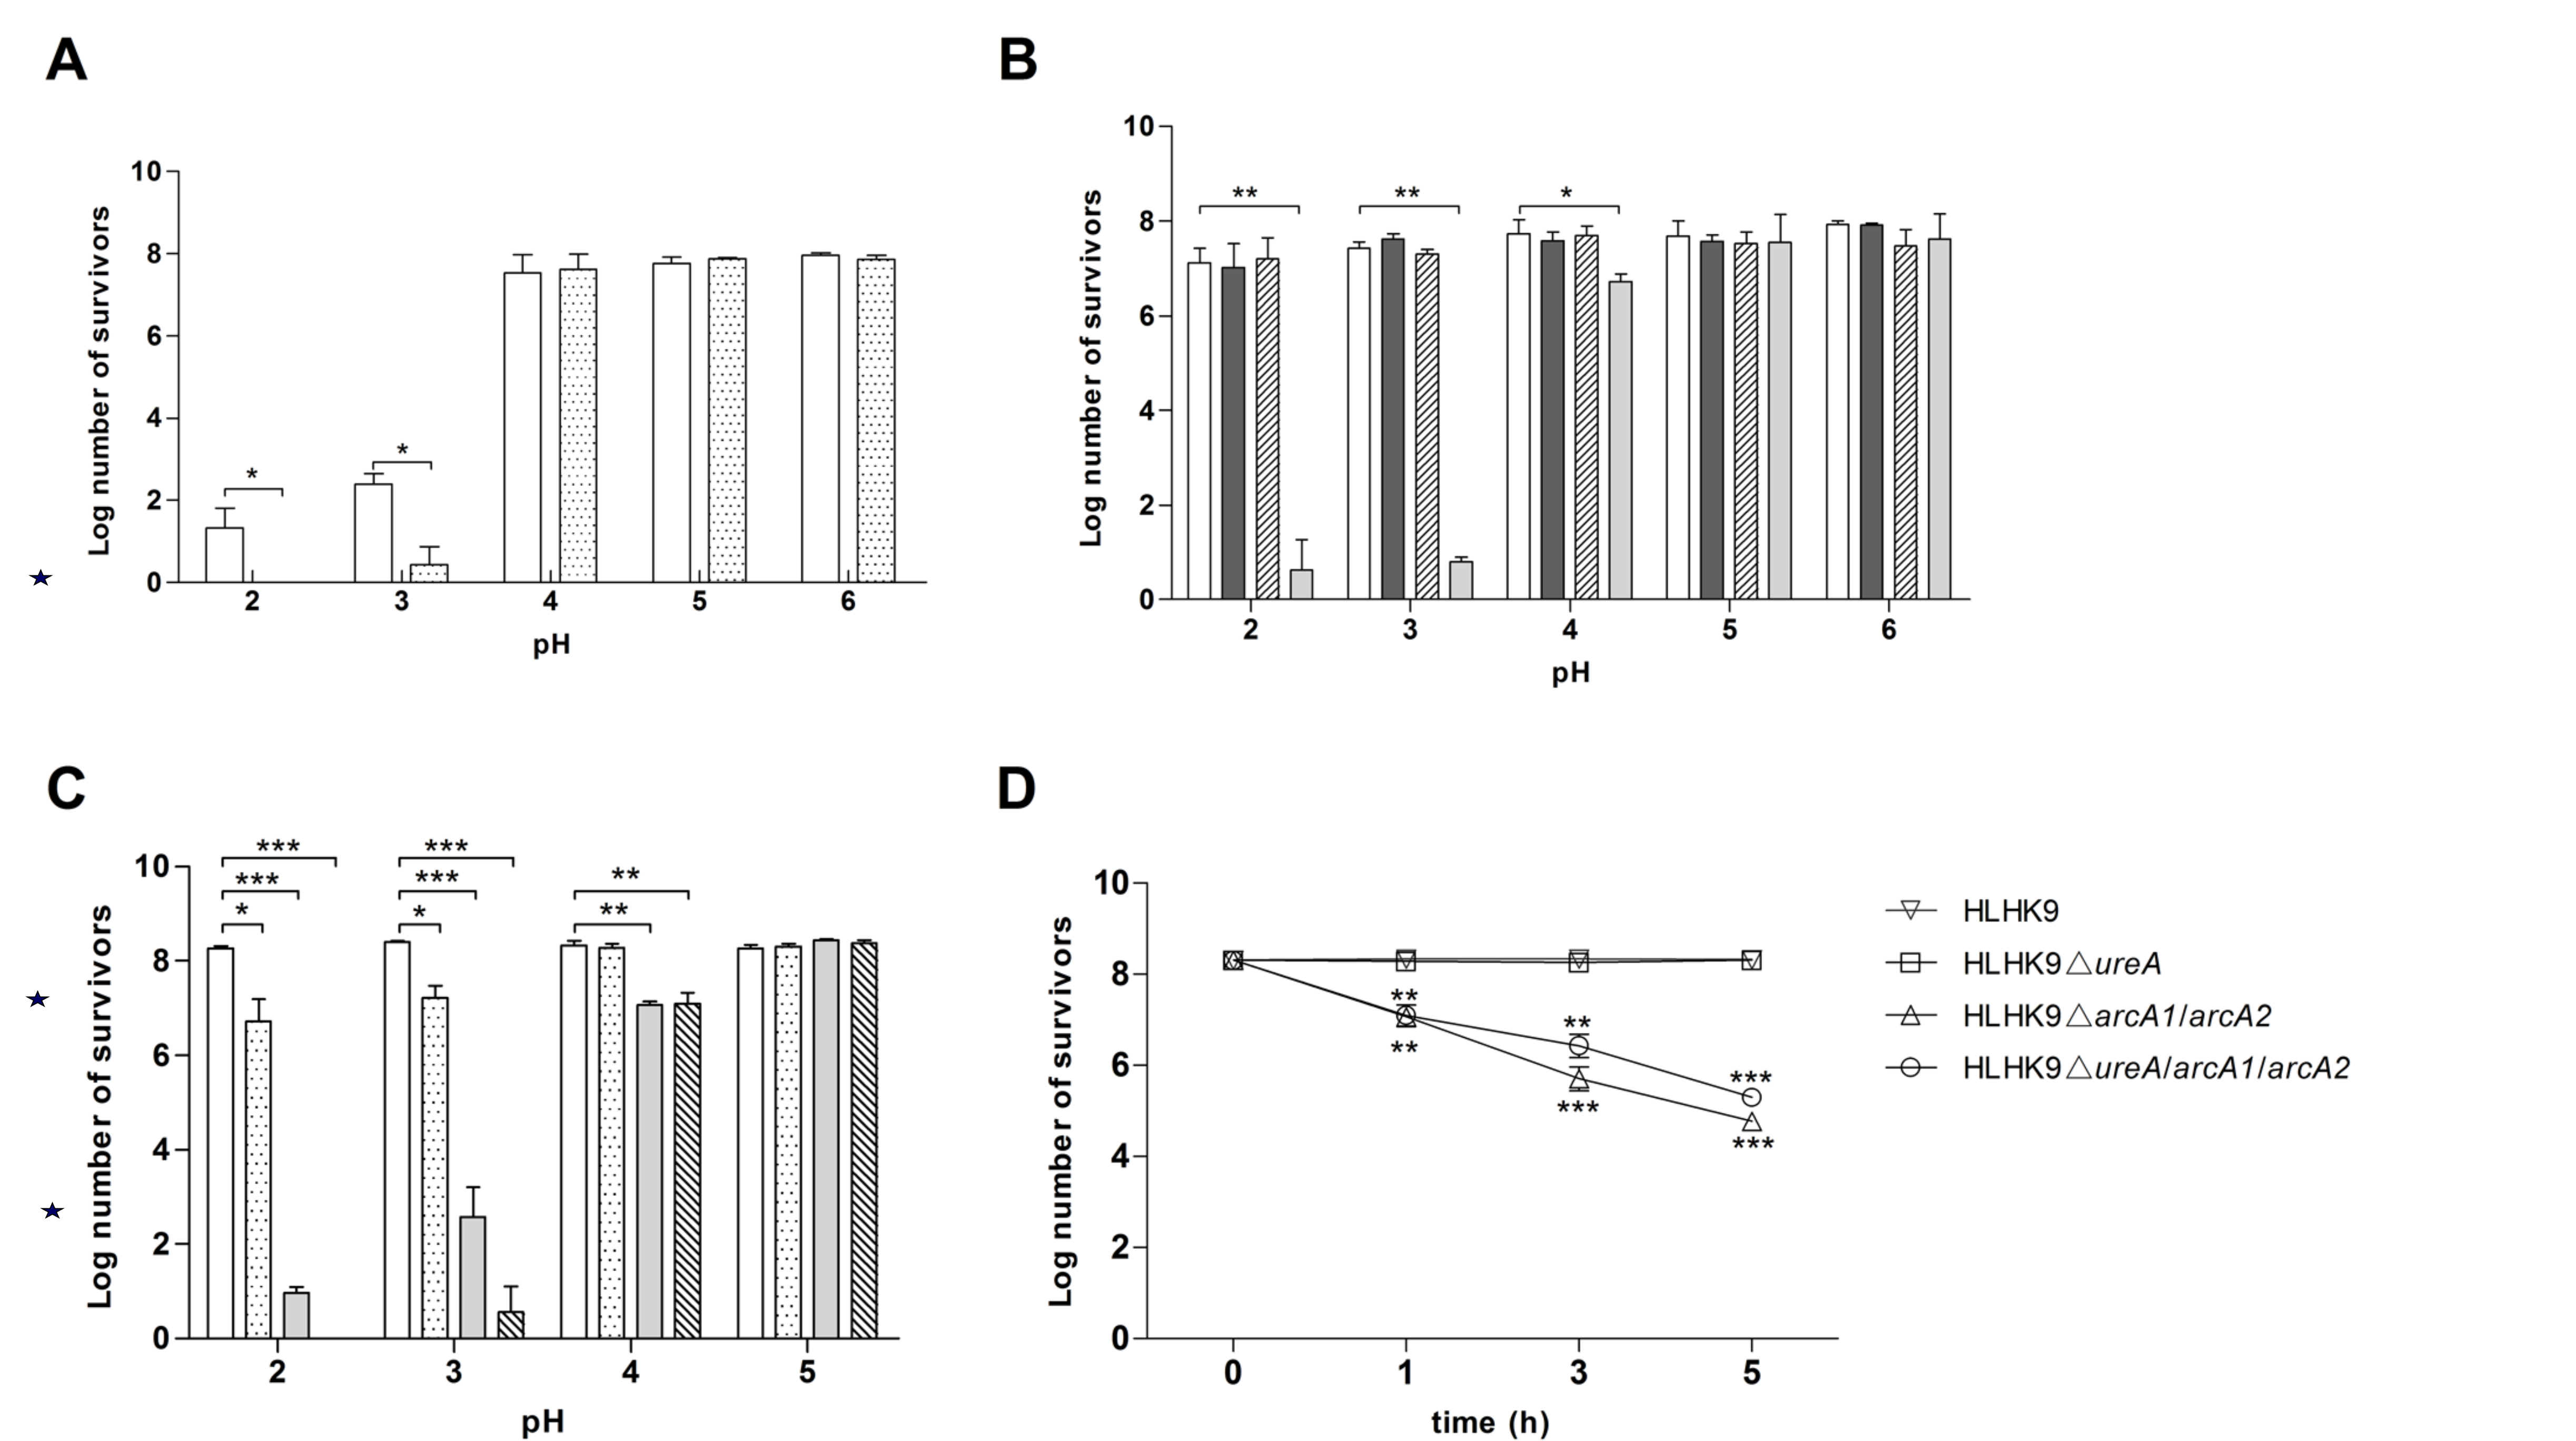 A
Log number of survivors
10
8
6
4
2
0
*
*
2 3 4 5 6
pH
B
Log number of survivors
10
8
6
4
2
0
**
**
*
2 3 4 5 6
pH
C
Log number of survivors
10
8
6
4
2
0
***
***
*
***
***
*
**
**
2 3 4 5
pH
D
Log number of survivors
10
8
6
4
2
0
**
**
**
***
***
***
0 1 3 5
time (h)
HLHK9
HLHK9△ureA
HLHK9△arcA1/arcA2
HLHK9△ureA/arcA1/arcA2